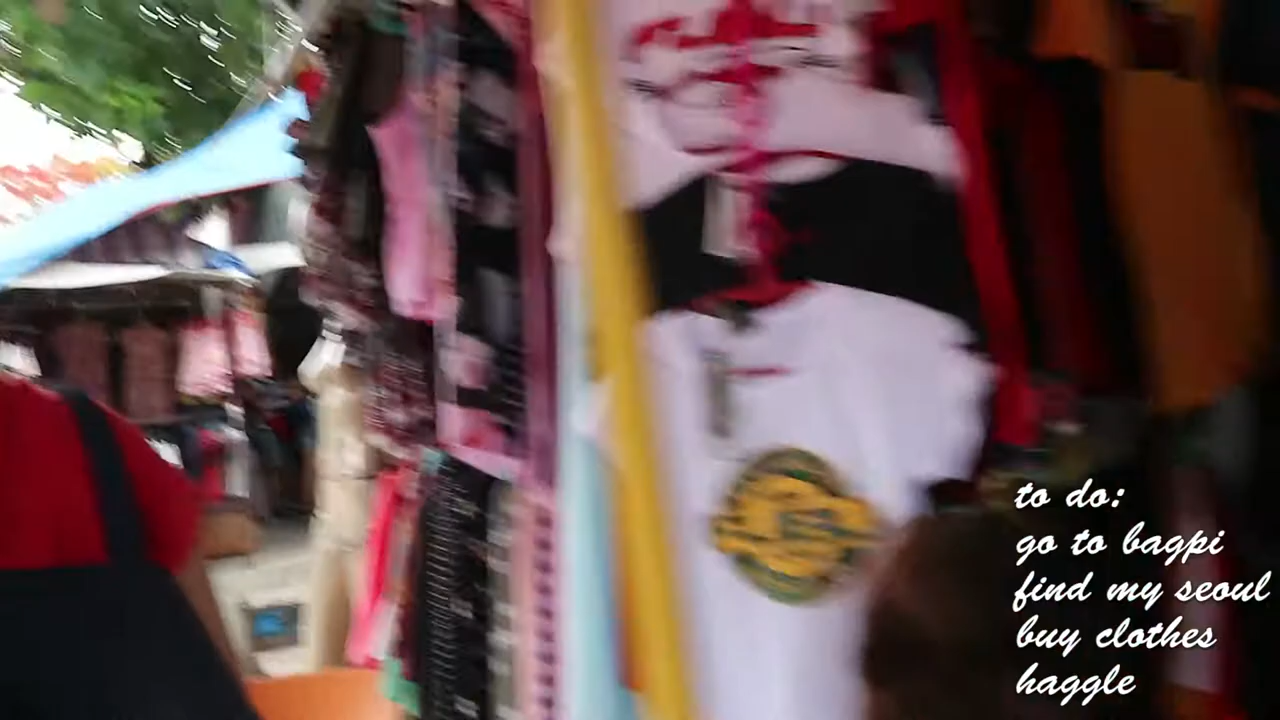 to do:
go to bagpi
find my seoul
buy clothes
haggle